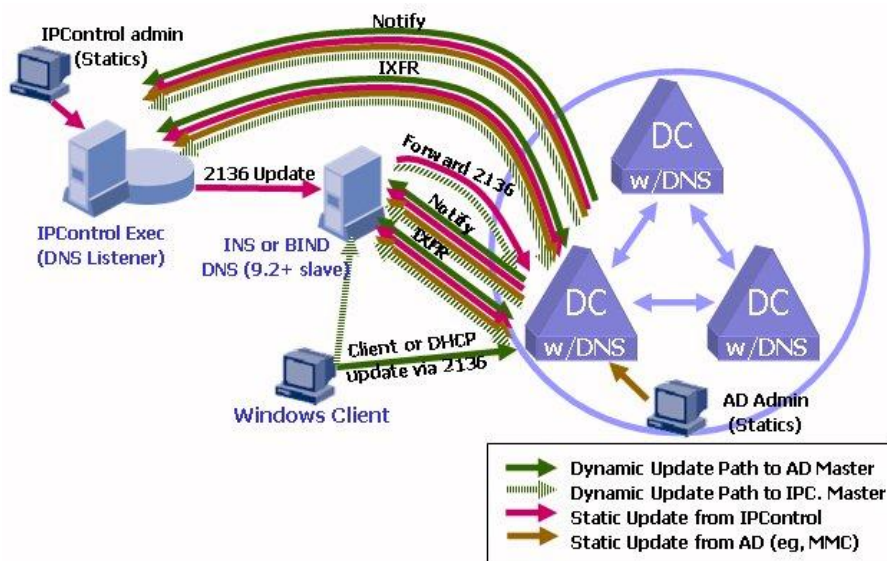 Notify
IPControl admin
(Statics)
IXFR
DC
w/DNS
Forward 2136
2136 Update
Notify
IPControl Exec
(DNS Listener)
INS or BIND
DNS (9.2+ slave)
IXFR
DC
w/DNS
DC
w/DNS
Client or DHCP
update via 2136
Windows Client
AD Admin
(Statics)
Dynamic Update Path to AD Master
Dynamic Update Path to IPC. Master
Static Update from IPControl
Static Update from AD (eg, MMC)